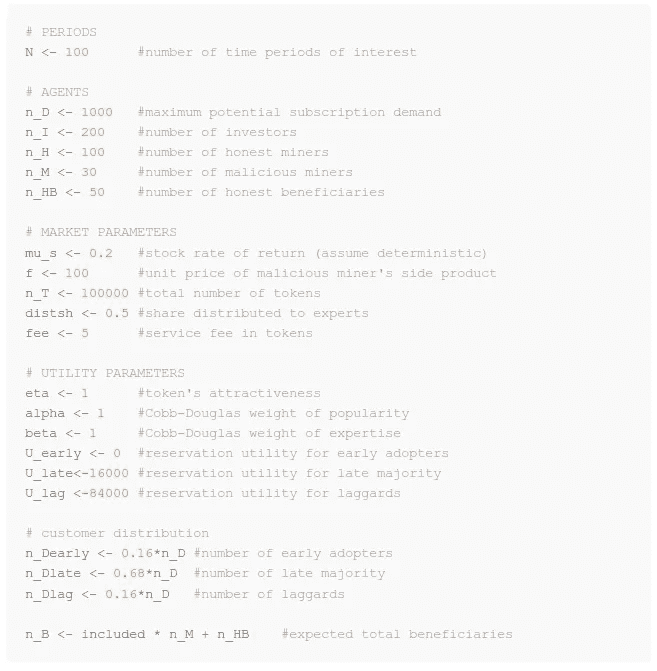 # PERIODS
N <- 100 #number of time periods of interest
# AGENTS
n_D <- 1000 #maximum potential subscription demand
n_I <- 200 #number of investors
n_H <- 100 #number of honest miners
n_M <- 30 #number of malicious miners
n_HB <- 50 #number of honest beneficiaries
# MARKET PARAMETERS
mu_s <- 0.2 #stock rate of return (assume deterministic)
f <- 100 #unit price of malicious miner's side product
n_T <- 100000 #total number of tokens
distsh <- 0.5 #share distributed to experts
fee <- 5 #service fee in tokens
# UTILITY PARAMETERS
eta <- 1 #token's attractiveness
alpha <- 1 #Cobb-Douglas weight of popularity
beta <- 1 #Cobb-Douglas weight of expertise
U_early <- 0 #reservation utility for early adopters
U_late<-16000 #reservation utility for late majority
U_lag <-84000 #reservation utility for laggards
# customer distribution
n_Dearly <- 0.16*n_D #number of early adopters
n_Dlate <- 0.68*n_D #number of late majority
n_Dlag <- 0.16*n_D #number of laggards
n_B <- included * n_M + n_HB #expected total beneficiaries